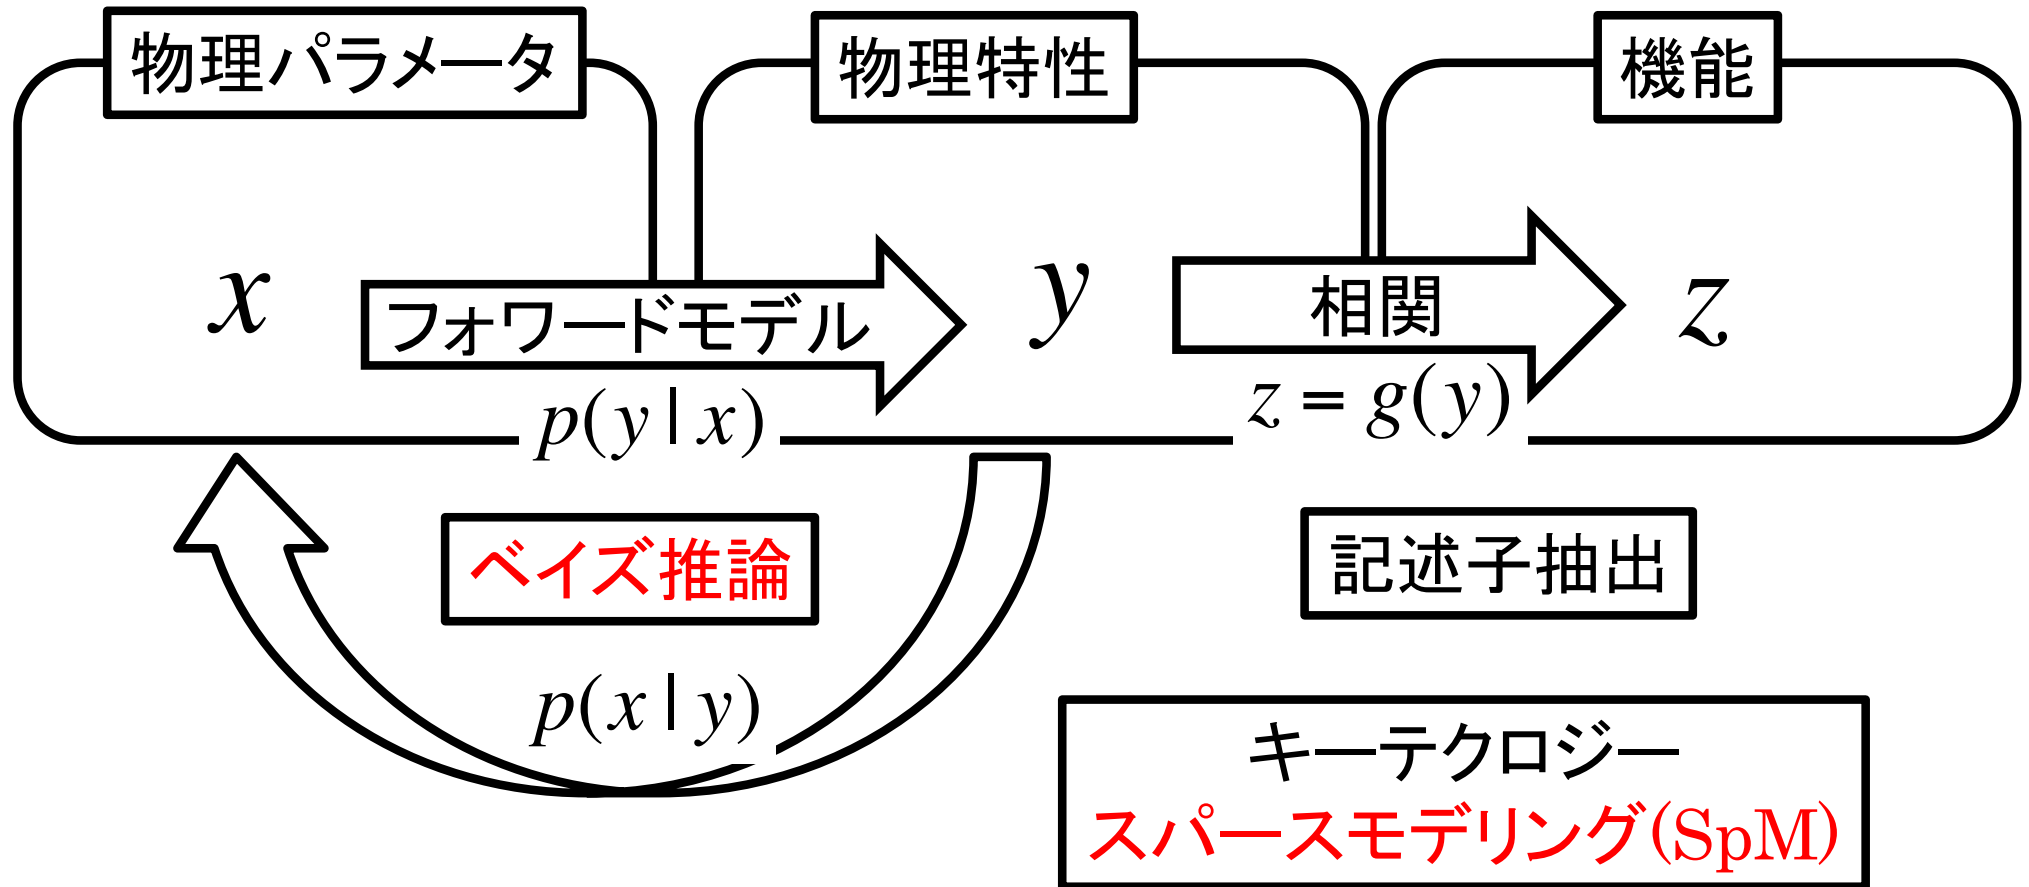 物理パラメータ
物理特性
機能
x
フォワードモデル
y
相関
z
p(y|x)
z = g(y)
ベイズ推論
記述子抽出
p(x|y)
キーテクロジー
スパースモデリング(SpM)